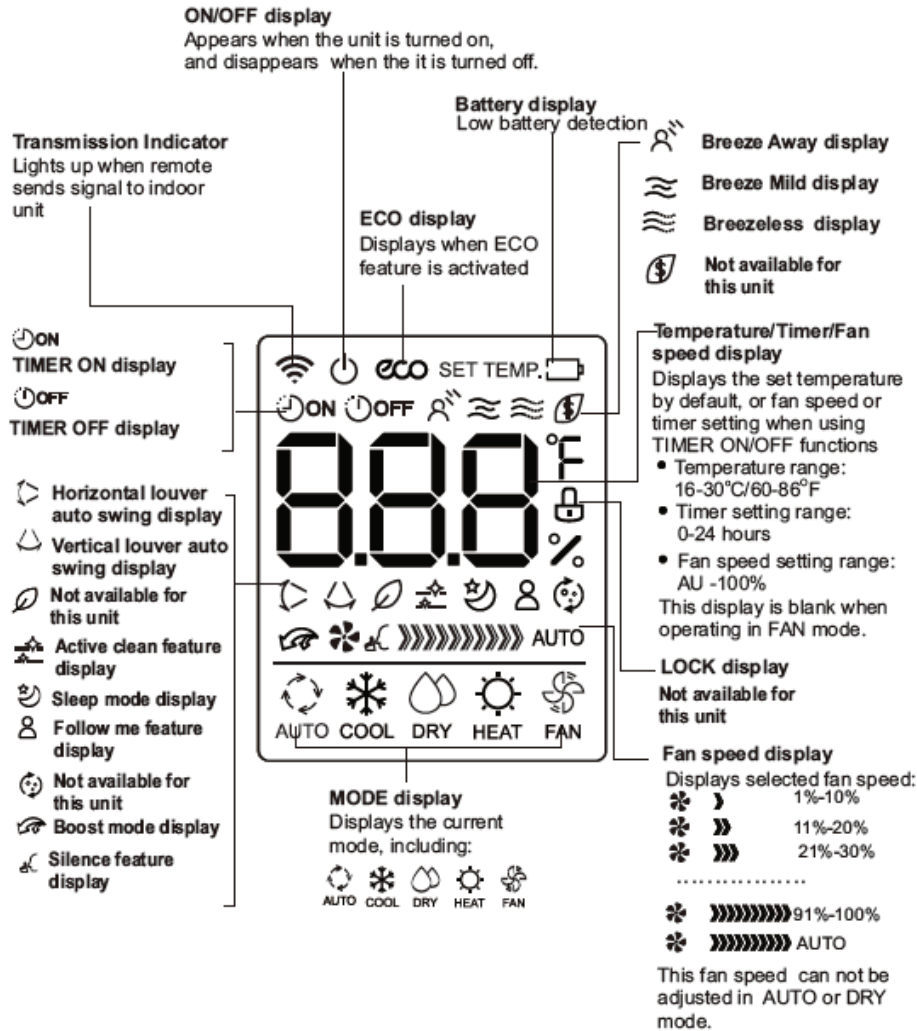 ON/OFF display
Appears when the unit is turned on,
and disappears when the it is turned off.
Battery display
Low battery detection
Transmission Indicator
Lights up when remote
sends signal to indoor
unit
ECO display
Displays when ECO
feature is activated
Breeze Away display
Breeze Mild display
Breezeless display
Not available for
this unit
ON
TIMER ON display
OFF
TIMER OFF display
Horizontal louver
auto swing display
Vertical louver auto
swing display
Not available for
this unit
Active clean feature
display
Sleep mode display
Follow me feature
display
Not available for
this unit
Boost mode display
Silence feature
display
eco SET TEMP.
ON OFF
8.8.8 °F
%
AUTO
AUTO COOL DRY HEAT FAN
MODE display
Displays the current
mode, including:
AUTO COOL DRY HEAT FAN
Temperature/Timer/Fan
speed display
Displays the set temperature
by default, or fan speed or
timer setting when using
TIMER ON/OFF functions
• Temperature range:
16-30°C/60-86°F
• Timer setting range:
0-24 hours
• Fan speed setting range:
AU -100%
This display is blank when
operating in FAN mode.
LOCK display
Not available for
this unit
Fan speed display
Displays selected fan speed:
1%-10%
11%-20%
21%-30%
91%-100%
AUTO
This fan speed can not be
adjusted in AUTO or DRY
mode.